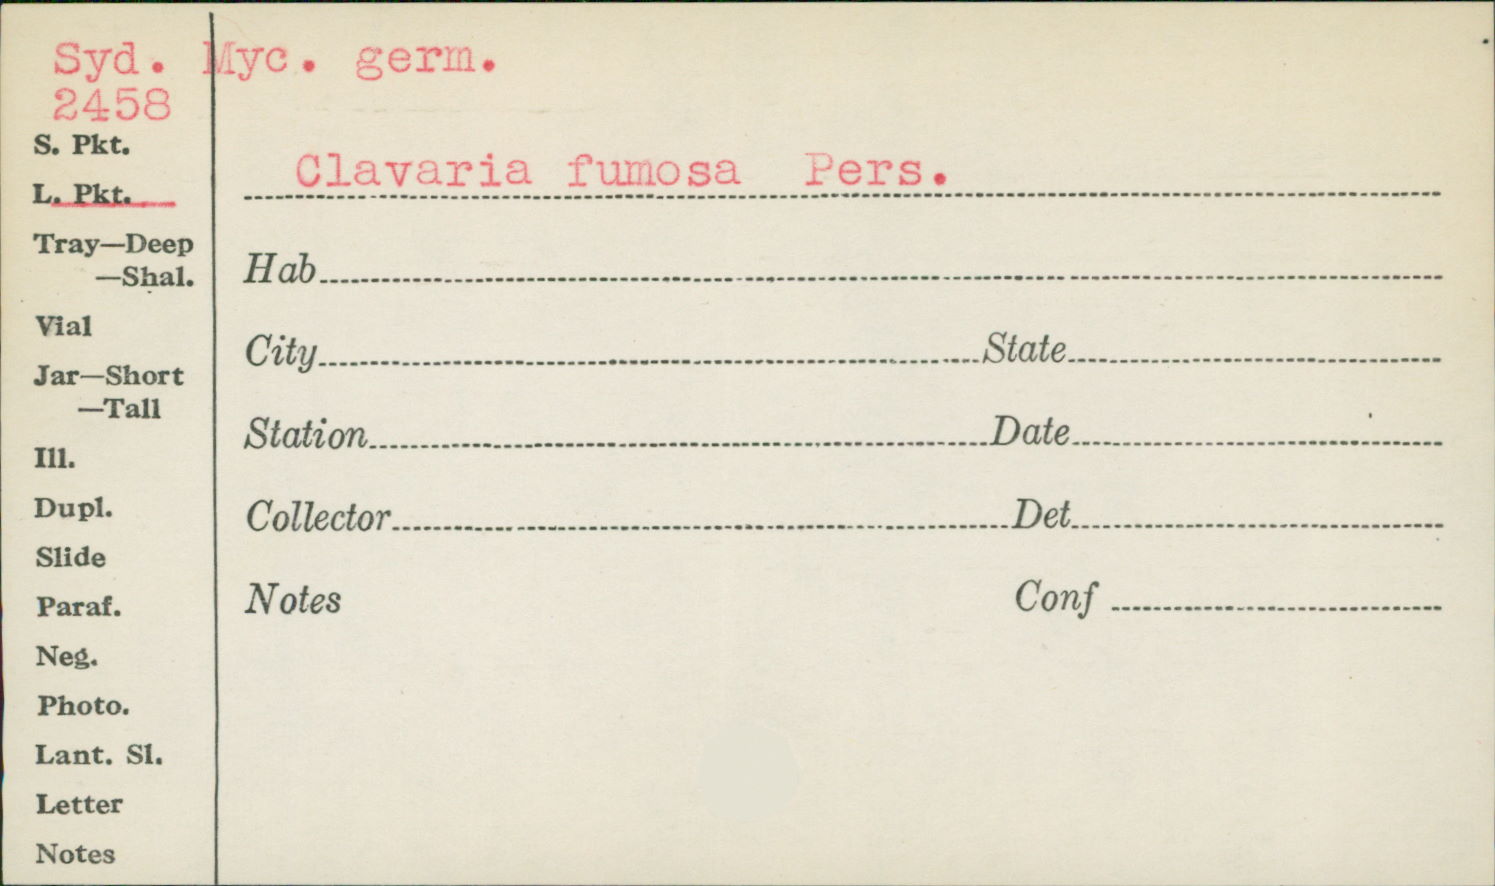 Syd. Myc. germ.
2458
S. Pkt.
L. Pkt.
Tray—Deep
—Shal.
Vial
Jar—Short
—Tall
Ill.
Dupl.
Slide
Paraf.
Neg.
Photo.
Lant. Sl.
Letter
Notes
Clavaria fumosa Pers.
Hab
City State
Station Date
Collector Det
Notes Conf